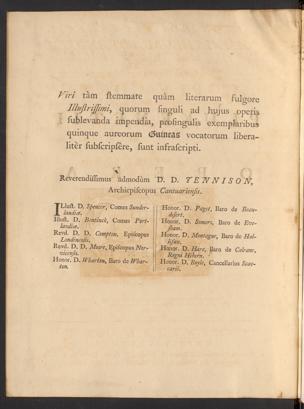 Viri tàm stemmate quàm literarum fulgore
Illustrissimi, quorum singuli ad hujus operis
sublevanda impendia, prosingulis exemplaribus
quinque aureorum Guineas vocatorum libera-
litèr subscripsêre, sunt infrascripti.
Reverendissimus admodùm D. D. TENNISON,
Archiepiscopus Cantuariensis.
Illust. D. D. Spencer, Comes Sunder-
landiæ.
Illust. D. Bentinck, Comes Port-
landiæ.
Revd. D. D. Compton, Episcopus
Londinensis.
Revd. D. D. Moore, Episcopus Nor-
vicensis.
Honor. D. Wharton, Baro de Whar-
ton.
Honor. D. Paget, Baro de Beau-
desert.
Honor. D. Somers, Baro de Eve-
sham.
Honor. D. Montague, Baro de Hal-
lifax.
Honor. D. Hare, Baro de Colrane,
Regni Hibern.
Honor. D. Boyle, Cancellarius Scac-
carii.